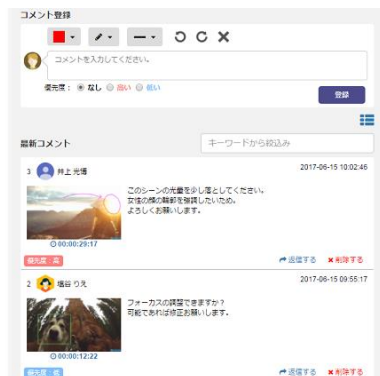 コメント登録
コメントを入力してください。
優先度： なし 高い 低い
登録
最新コメント
キーワードから絞込み
3 井上 光博 2017-06-15 10:02:46
このシーンの光量を少し落としてください。
女性の顔の輪郭を強調したいため。
よろしくお願いします。
00:00:29:17
優先度：高 返信する ×削除する
2 塩谷 りえ 2017-06-15 09:55:17
フォーカスの調整できますか？
可能であれば修正お願いします。
00:00:12:22
優先度：低 返信する ×削除する